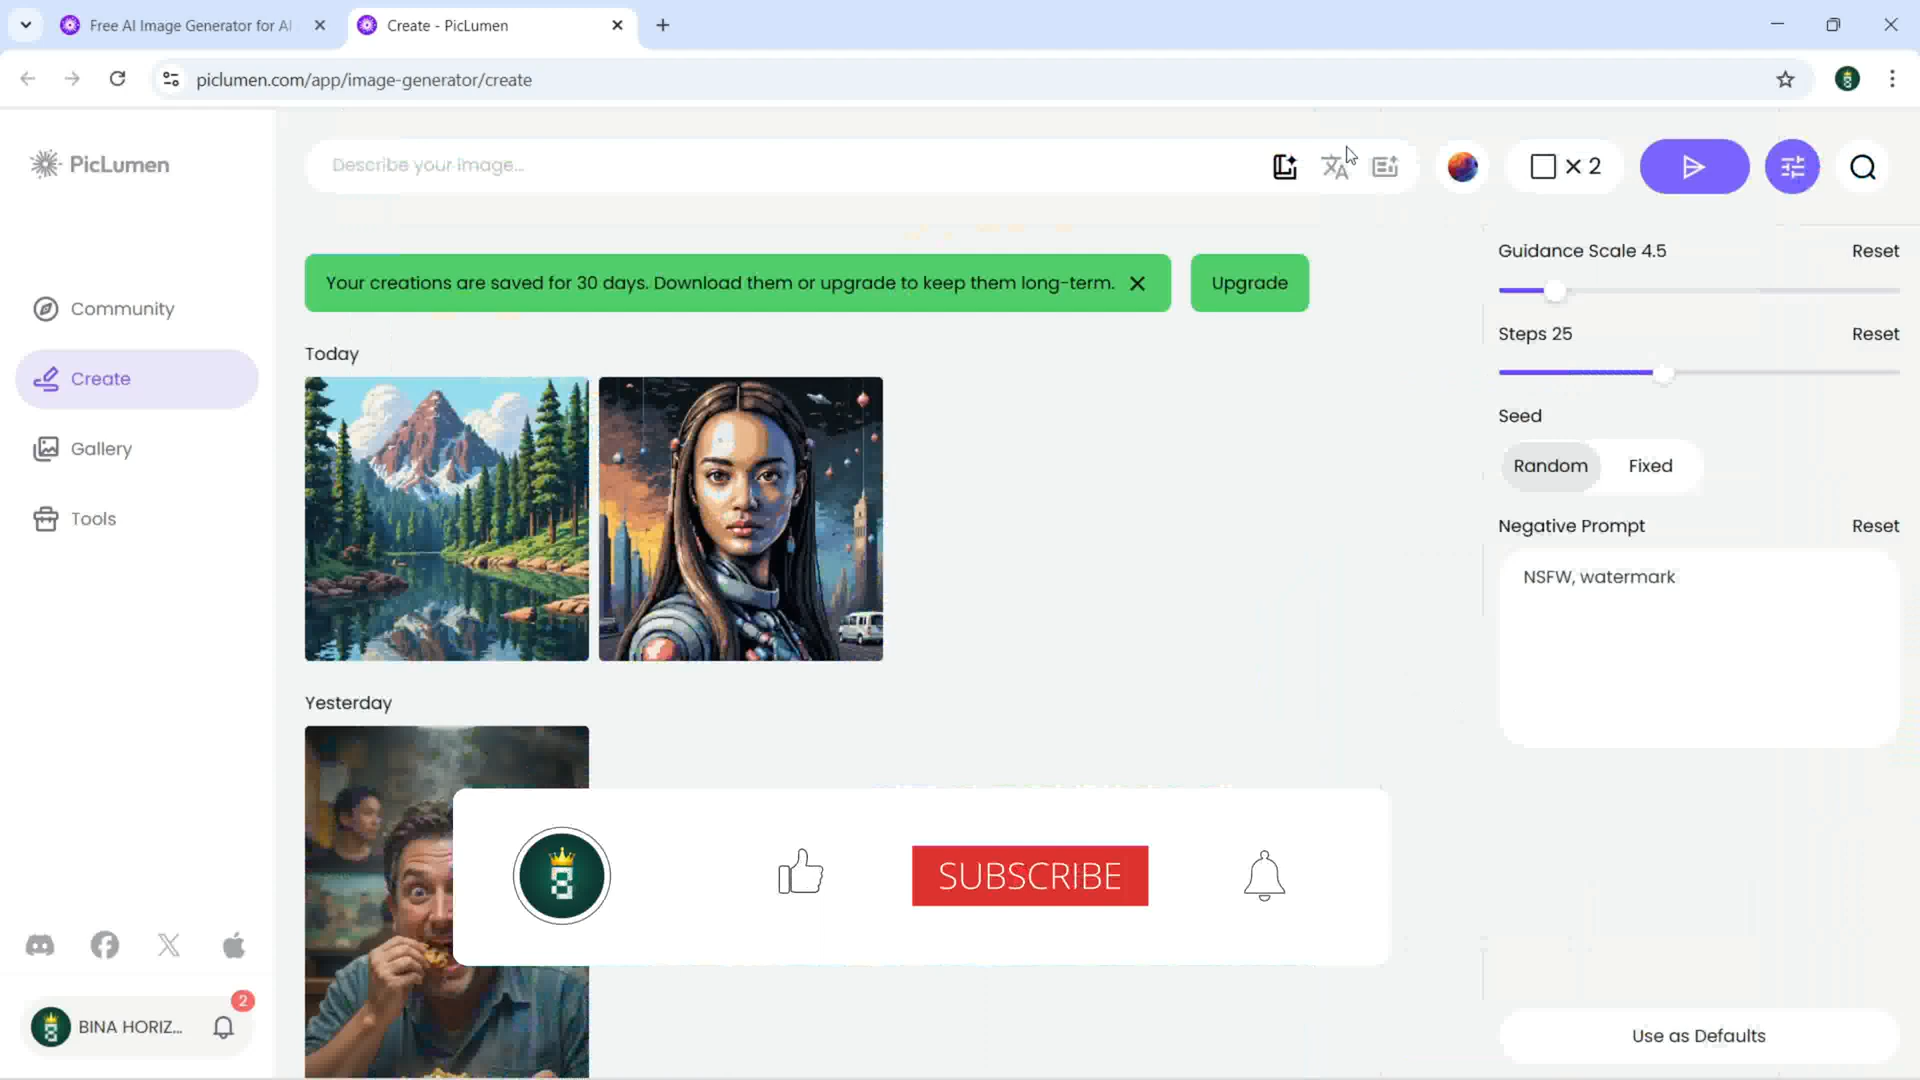 Free AI Image Generator for AI
Create - PicLumen
piclumen.com/app/image-generator/create
PicLumen
Describe your image...
× 2
Community
Create
Gallery
Tools
Your creations are saved for 30 days. Download them or upgrade to keep them long-term.
Upgrade
Today
Yesterday
Guidance Scale 4.5
Reset
Steps 25
Reset
Seed
Random
Fixed
Negative Prompt
Reset
NSFW, watermark
SUBSCRIBE
2
BINA HORIZ...
Use as Defaults